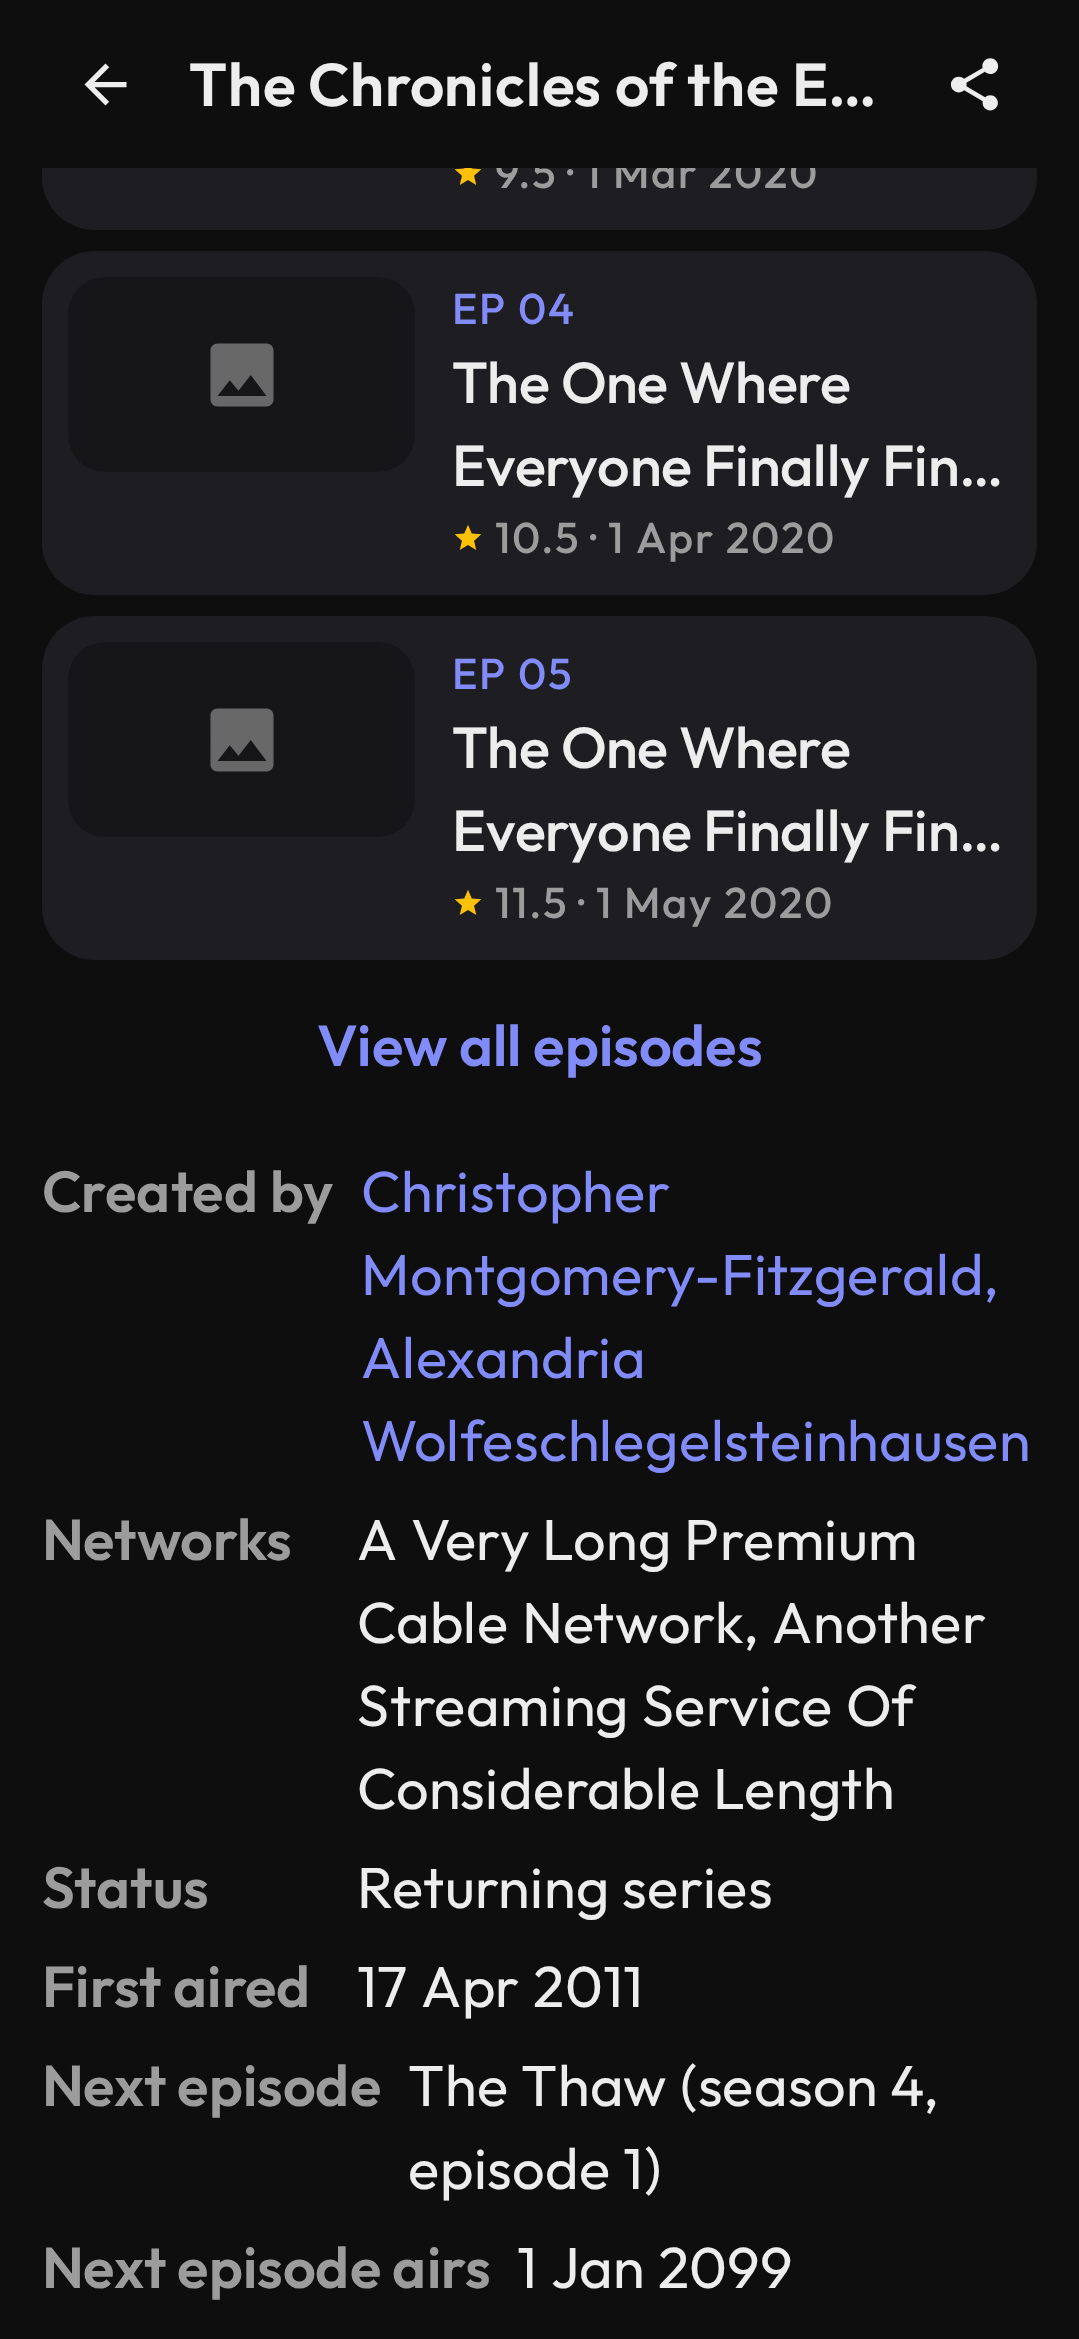 The Chronicles of the E...
9.5 · 1 Mar 2020
EP 04
The One Where
Everyone Finally Fin...
10.5 · 1 Apr 2020
EP 05
The One Where
Everyone Finally Fin...
11.5 · 1 May 2020
View all episodes
Created by Christopher
Montgomery-Fitzgerald,
Alexandria
Wolfeschlegelsteinhausen
Networks A Very Long Premium
Cable Network, Another
Streaming Service Of
Considerable Length
Status Returning series
First aired 17 Apr 2011
Next episode The Thaw (season 4,
episode 1)
Next episode airs 1 Jan 2099